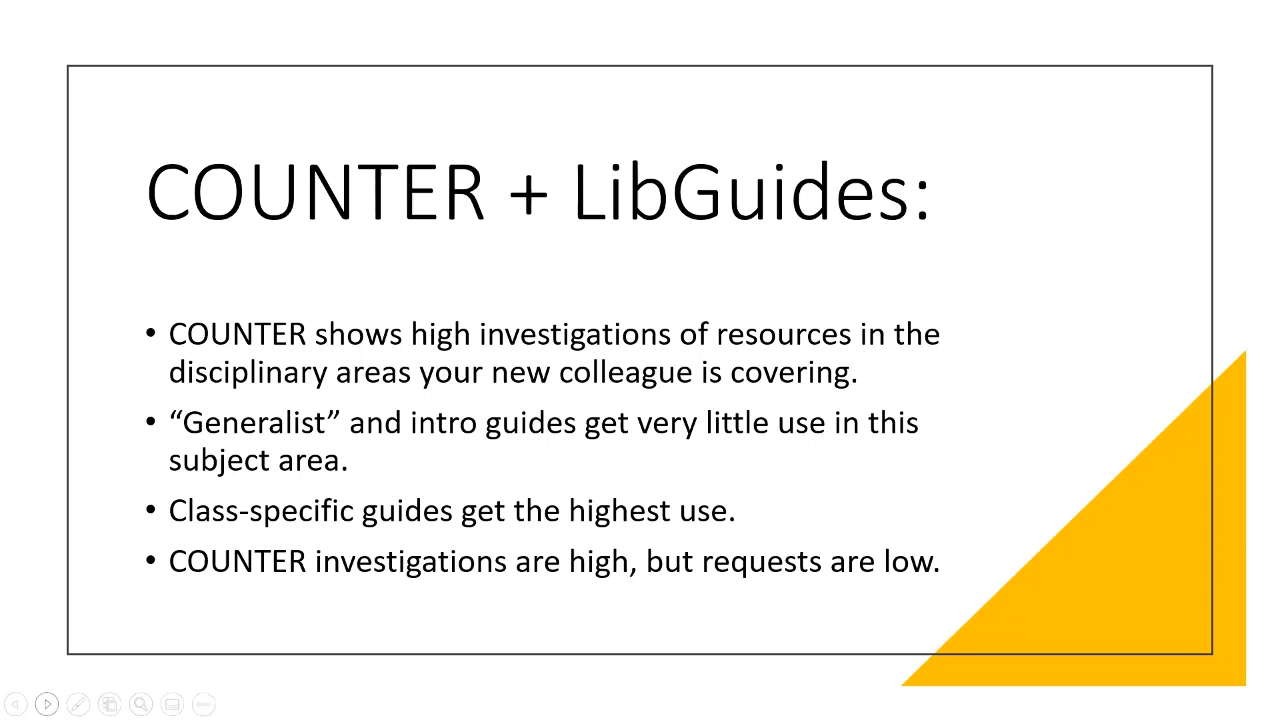 COUNTER + LibGuides:
• COUNTER shows high investigations of resources in the
disciplinary areas your new colleague is covering.
• “Generalist” and intro guides get very little use in this
subject area.
• Class-specific guides get the highest use.
• COUNTER investigations are high, but requests are low.